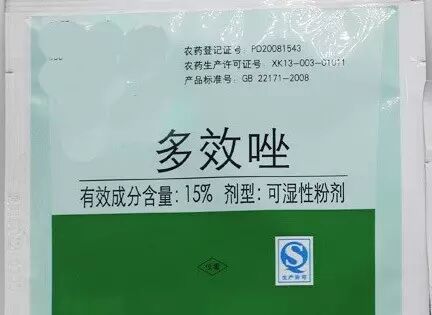 农药登记证号：PD20081543
农药生产许可证号：XK13-003-01011
产品标准号：GB 22171-2008
多效唑
有效成分含量：15% 剂型：可湿性粉剂
低毒
生产许可